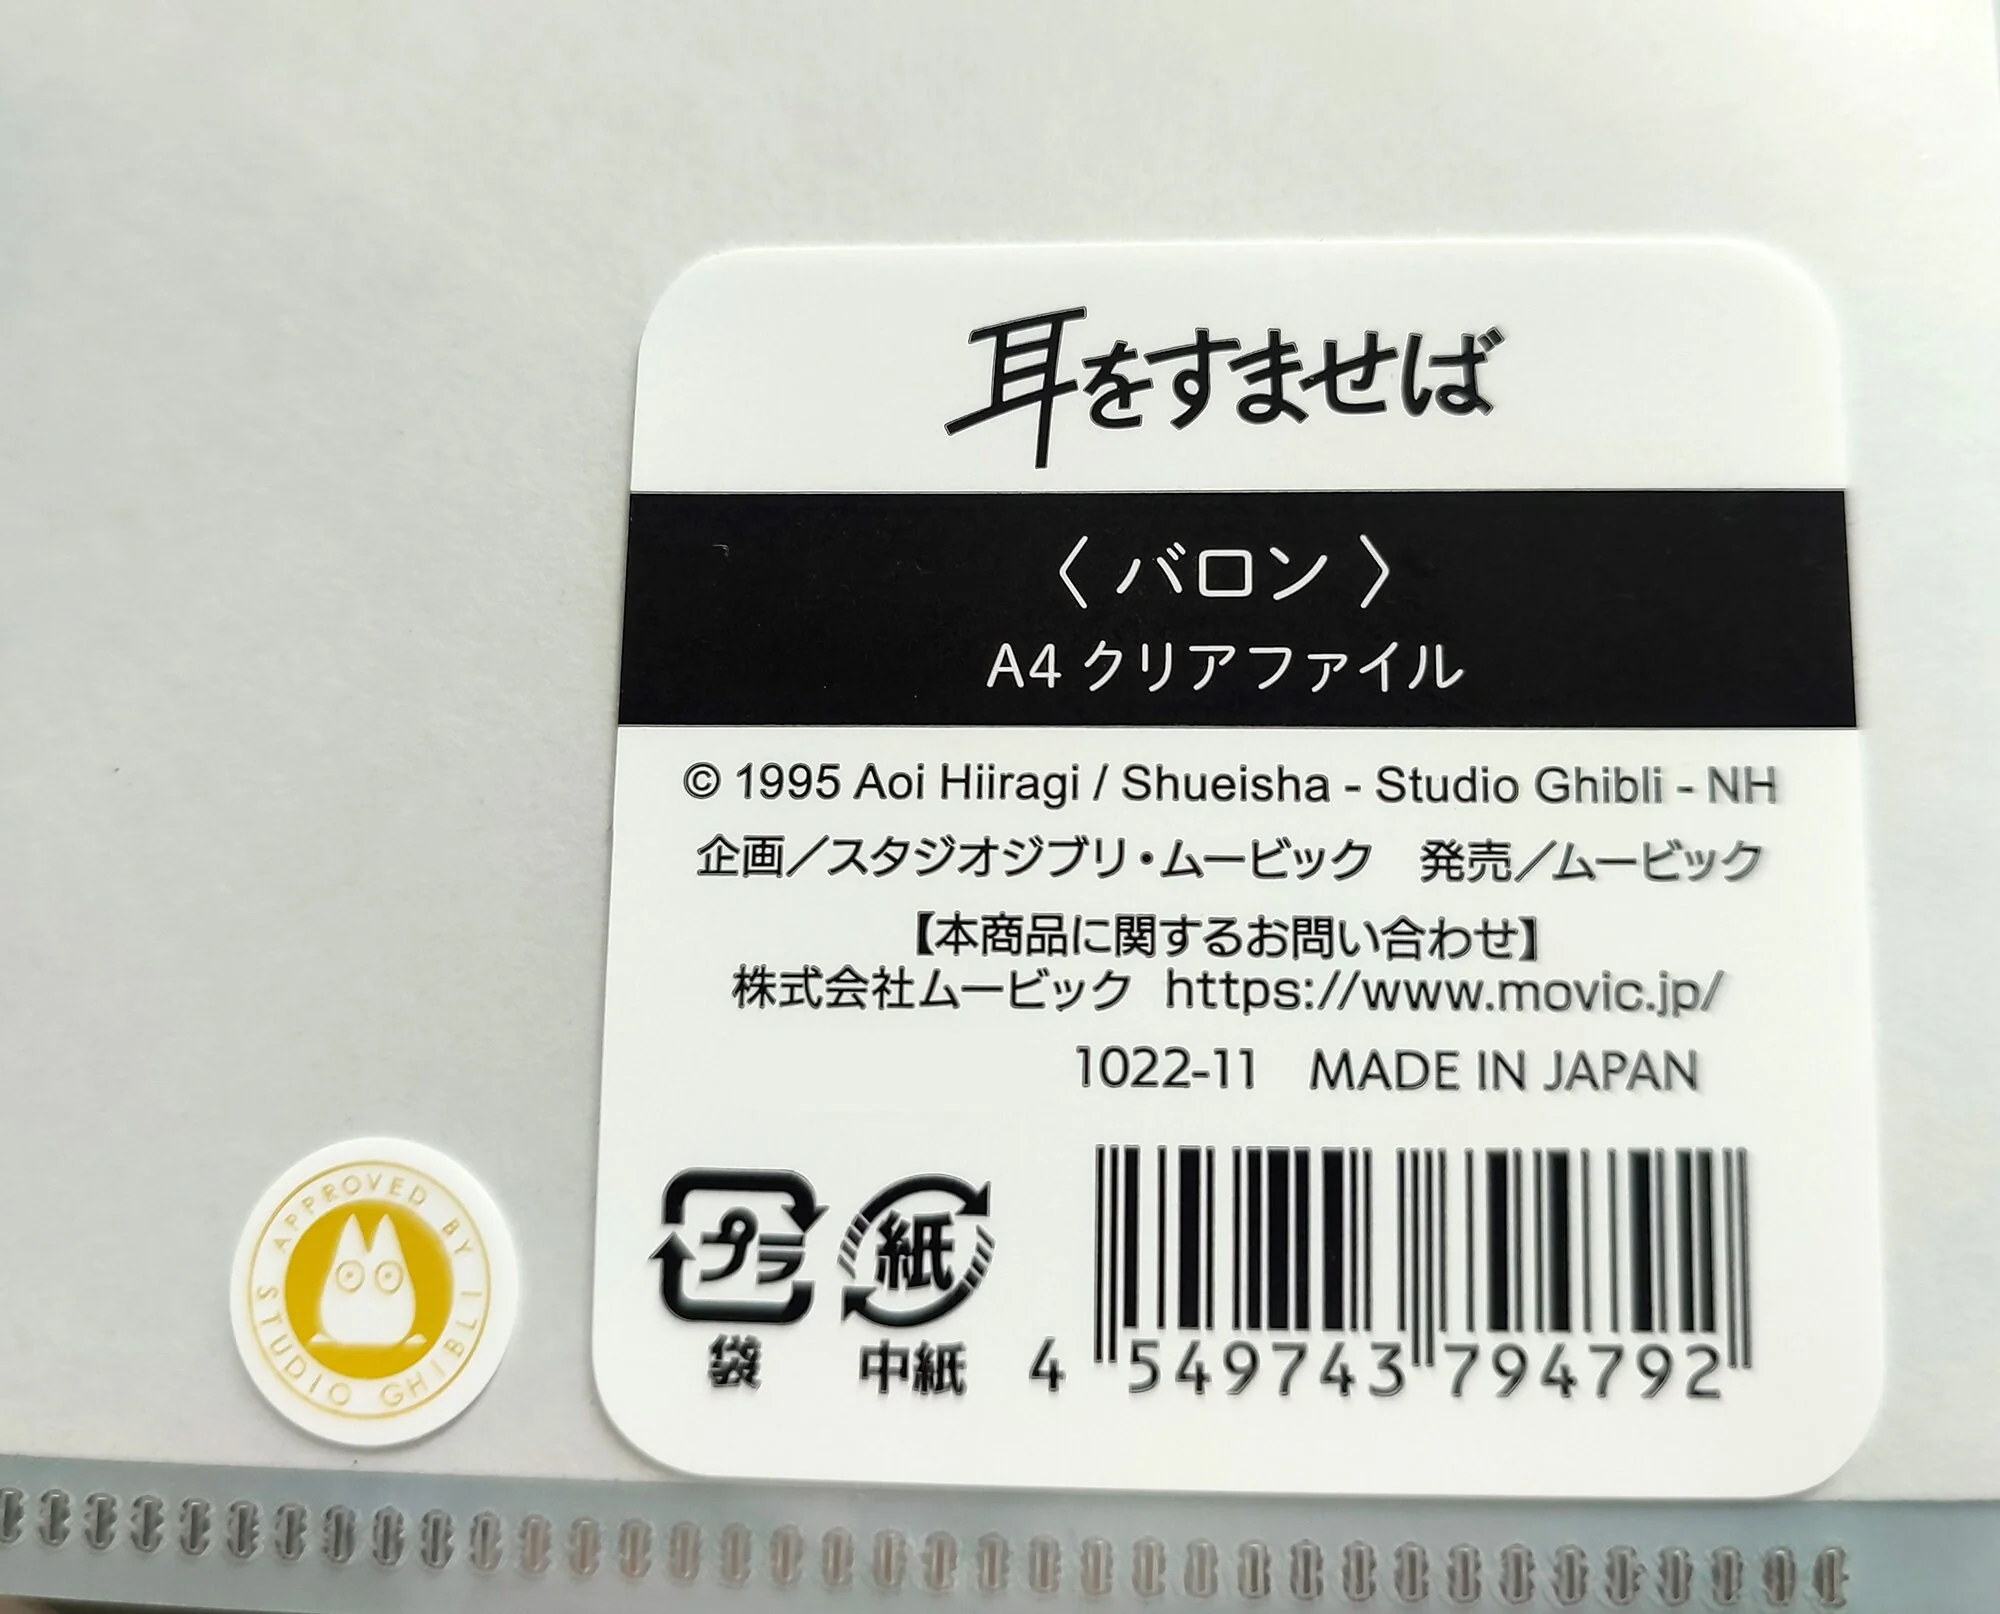 耳をすませば
〈 バロン 〉
A4 クリアファイル
© 1995 Aoi Hiiragi / Shueisha - Studio Ghibli - NH
企画／スタジオジブリ・ムービック　発売／ムービック
【本商品に関するお問い合わせ】
株式会社ムービック https://www.movic.jp/
1022-11 MADE IN JAPAN
プラ
袋
紙
中紙
4 549743 794792
APPROVED BY
STUDIO GHIBLI